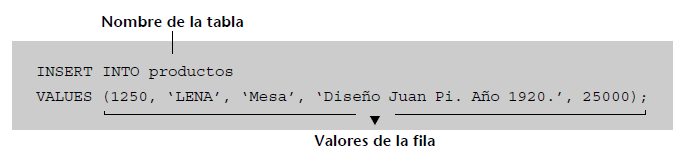 Nombre de la tabla
INSERT INTO productos
VALUES (1250, ‘LENA’, ‘Mesa’, ‘Diseño Juan Pi. Año 1920.’, 25000);
Valores de la fila